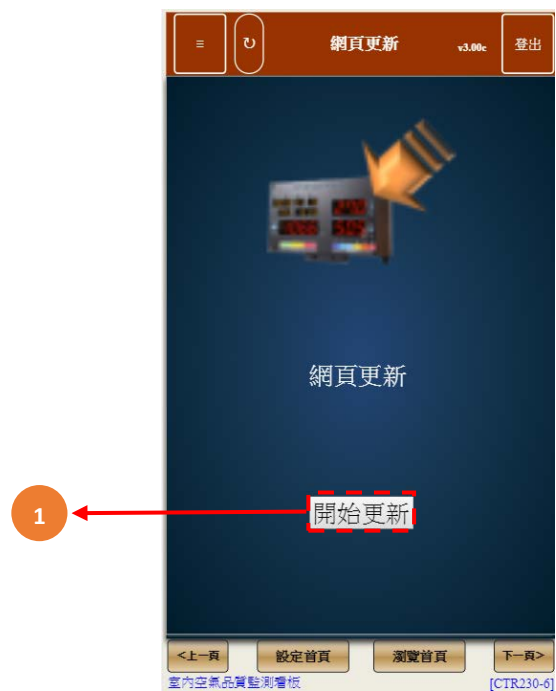 ≡ ↻ 網頁更新 v3.00c 登出
網頁更新
1 開始更新
<上一頁 設定首頁 瀏覽首頁 下一頁>
室內空氣品質監測看板 [CTR230-6]